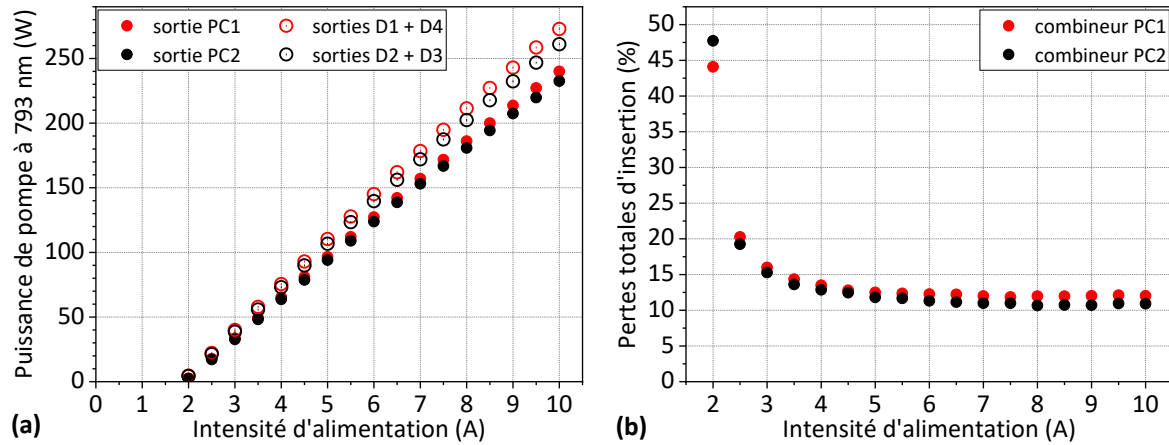 Puissance de pompe à 793 nm (W)
250
200
150
100
50
0
sortie PC1
sorties D1 + D4
sortie PC2
sorties D2 + D3
0 1 2 3 4 5 6 7 8 9 10
Intensité d'alimentation (A)
(a)
Pertes totales d'insertion (%)
50
45
40
35
30
25
20
15
10
5
0
combineur PC1
combineur PC2
2 3 4 5 6 7 8 9 10
Intensité d'alimentation (A)
(b)